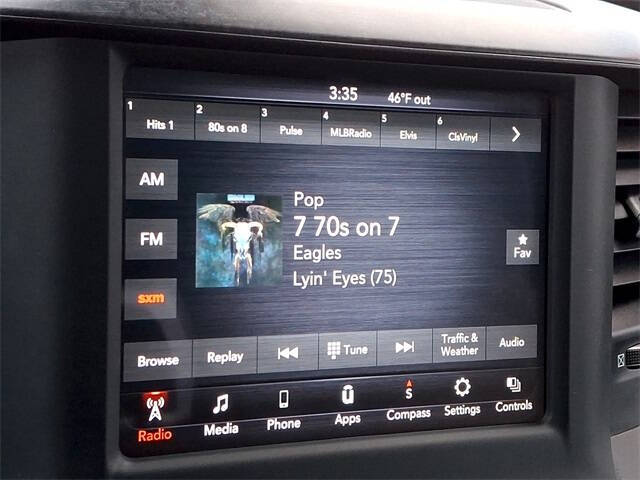 3:35 46°F out
1 Hits 1 2 80s on 8 3 Pulse 4 MLBRadio 5 Elvis 6 ClsVinyl
AM
Pop
7 70s on 7
FM
Eagles
Fav
Lyin' Eyes (75)
sxm
Browse Replay Tune Traffic & Weather Audio
S
Radio Media Phone Apps Compass Settings Controls